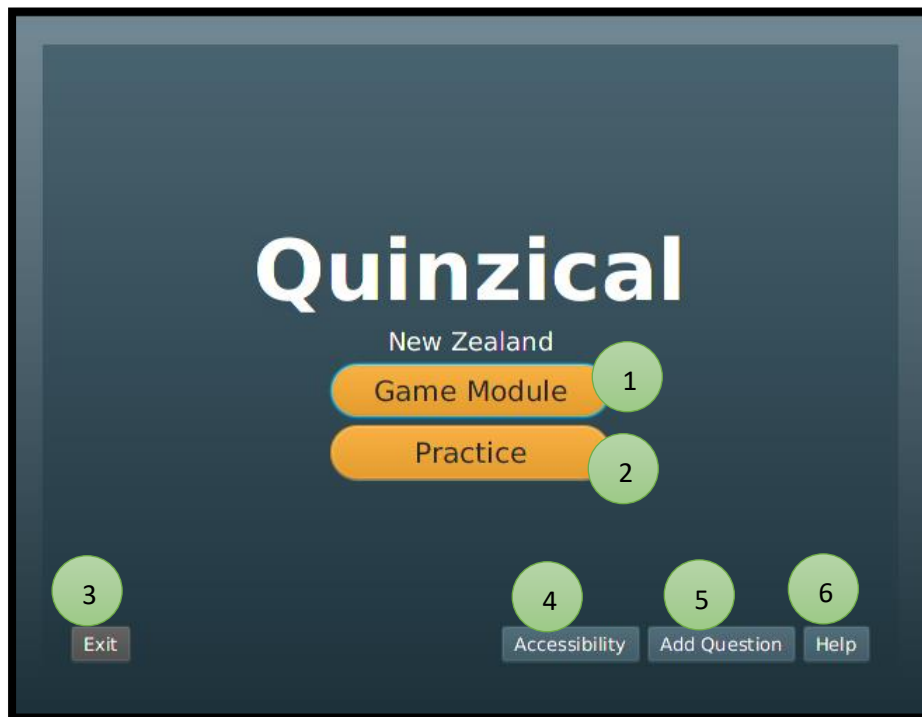 Quinzical
New Zealand
Game Module
1
Practice
2
3
Exit
4
Accessibility
5
Add Question
6
Help